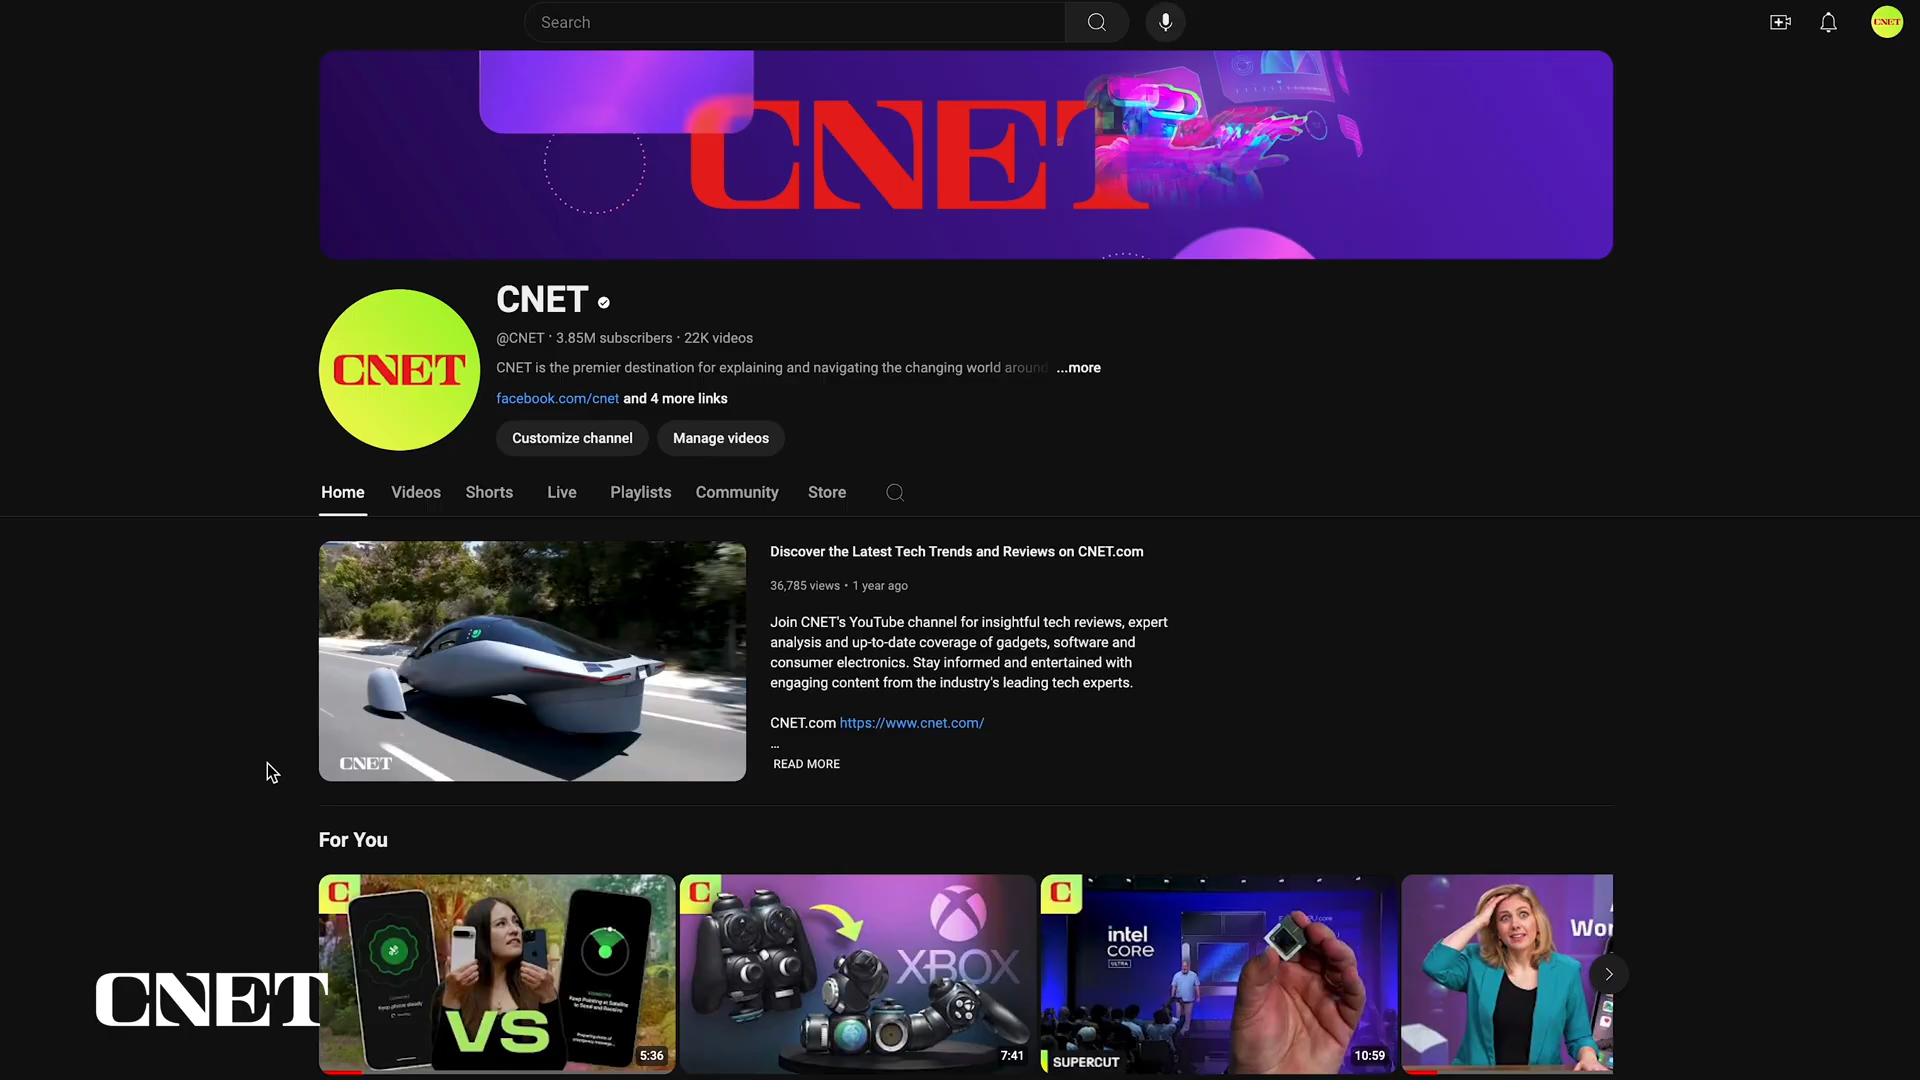 Search
CNET
CNET
CNET
@CNET · 3.85M subscribers · 22K videos
CNET is the premier destination for explaining and navigating the changing world around ...more
CNET
facebook.com/cnet and 4 more links
Customize channel
Manage videos
Home
Videos
Shorts
Live
Playlists
Community
Store
Discover the Latest Tech Trends and Reviews on CNET.com
36,785 views • 1 year ago
Join CNET's YouTube channel for insightful tech reviews, expert
analysis and up-to-date coverage of gadgets, software and
consumer electronics. Stay informed and entertained with
engaging content from the industry's leading tech experts.
CNET.com https://www.cnet.com/
...
READ MORE
CNET
For You
C
VS
5:36
C
XBOX
7:41
C
intel
CORE
ULTRA
SUPERCUT
10:59
Wor
CNET